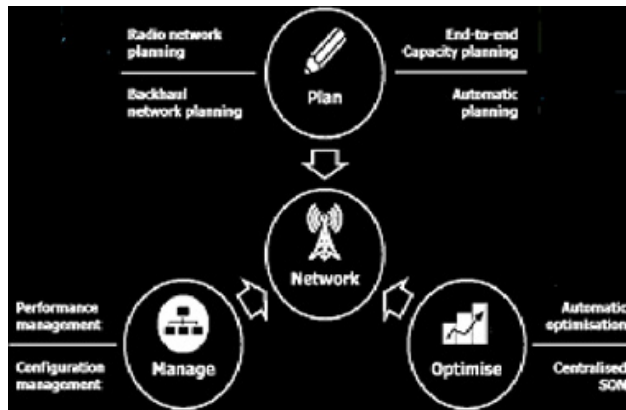 Radio network
planning
End-to-end
Capacity planning
Backhaul
network planning
Automatic
planning
Plan
Network
Performance
management
Configuration
management
Manage
Optimise
Automatic
optimisation
Centralised
SON